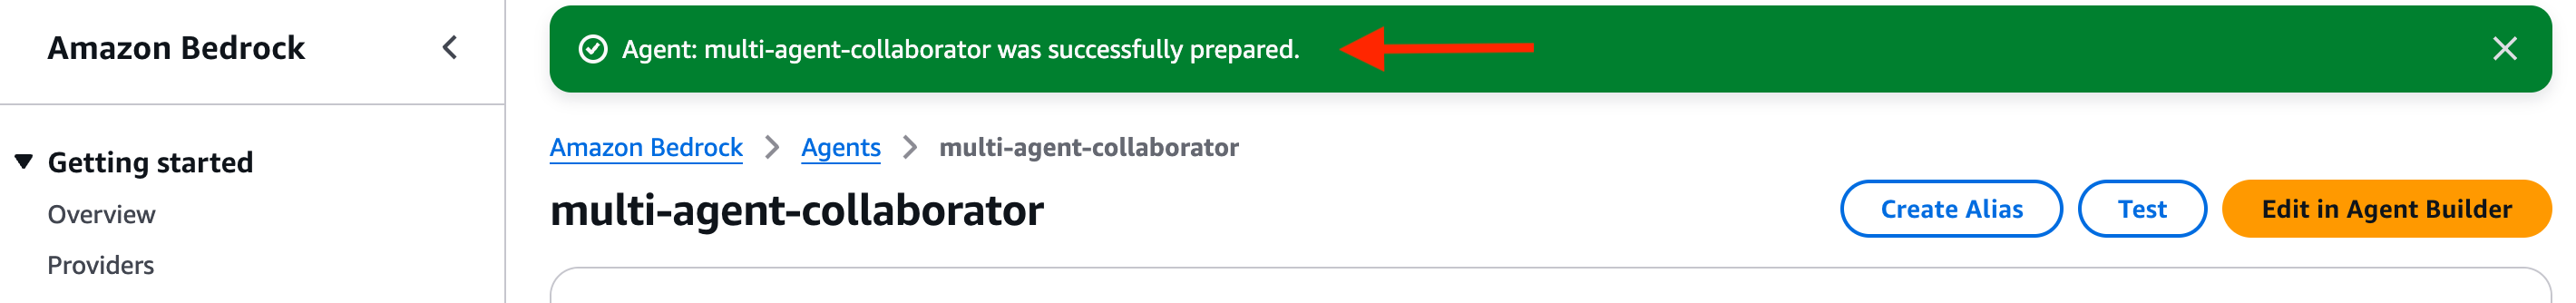 Amazon Bedrock
Getting started
Overview
Providers
Agent: multi-agent-collaborator was successfully prepared.
Amazon Bedrock > Agents > multi-agent-collaborator
multi-agent-collaborator
Create Alias
Test
Edit in Agent Builder